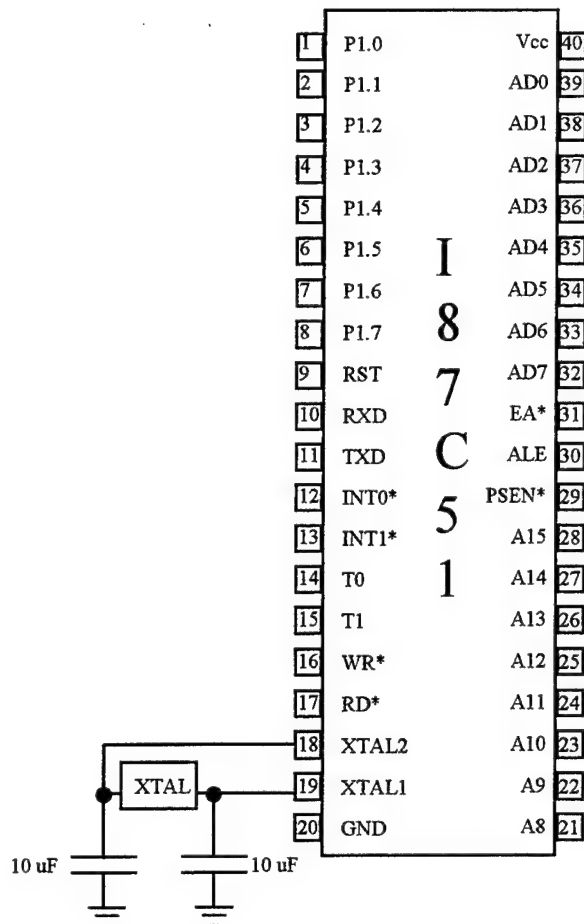 1 P1.0 Vcc 40
2 P1.1 AD0 39
3 P1.2 AD1 38
4 P1.3 AD2 37
5 P1.4 AD3 36
6 P1.5 AD4 35
7 P1.6 AD5 34
8 P1.7 AD6 33
9 RST AD7 32
10 RXD EA* 31
11 TXD ALE 30
12 INT0* PSEN* 29
13 INT1* A15 28
14 T0 A14 27
15 T1 A13 26
16 WR* A12 25
17 RD* A11 24
18 XTAL2 A10 23
19 XTAL1 A9 22
20 GND A8 21
I
8
7
C
5
1
XTAL
10 uF 10 uF